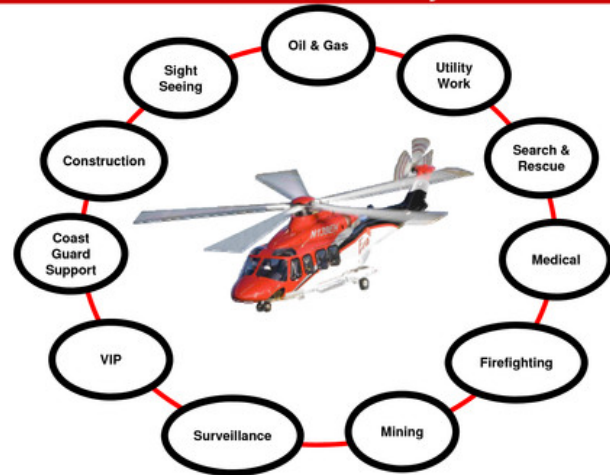 Oil & Gas
Utility
Work
Search &
Rescue
Medical
Firefighting
Mining
Surveillance
VIP
Coast
Guard
Support
Construction
Sight
Seeing